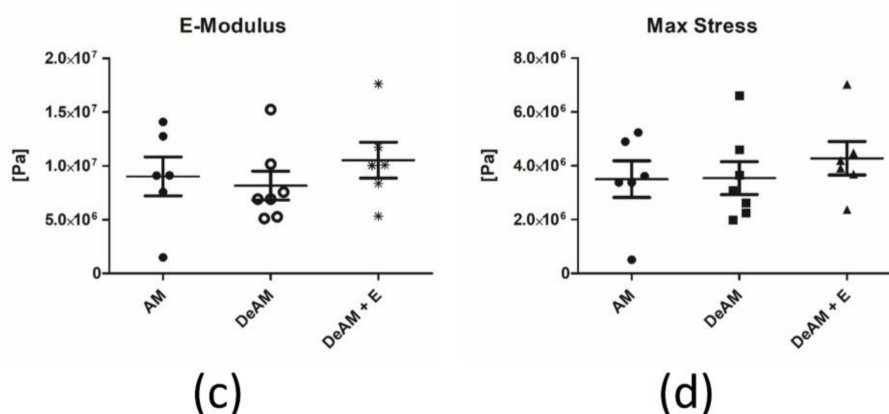 E-Modulus
2.0×10⁷
1.5×10⁷
1.0×10⁷
5.0×10⁶
0
[Pa]
AM
DeAM
DeAM + E
(c)
Max Stress
8.0×10⁶
6.0×10⁶
4.0×10⁶
2.0×10⁶
0
[Pa]
AM
DeAM
DeAM + E
(d)